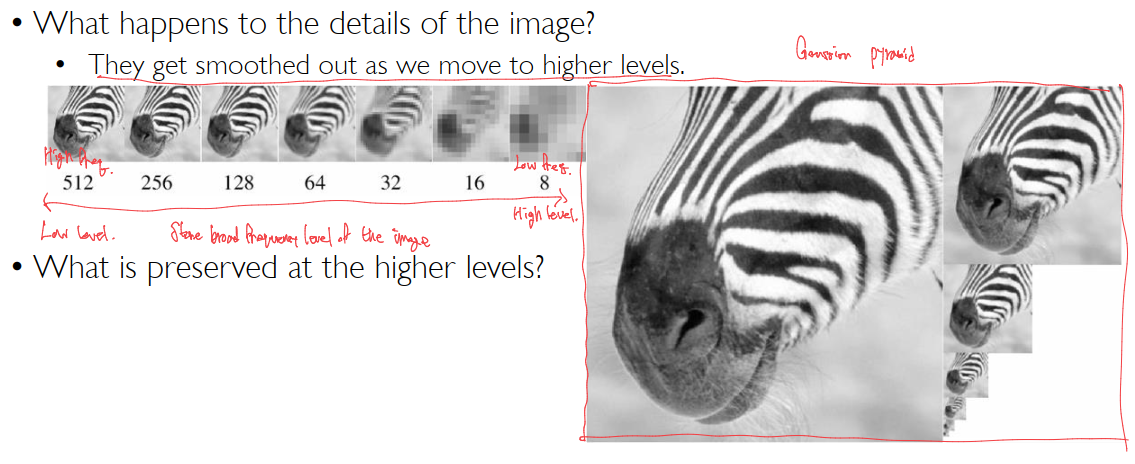 • What happens to the details of the image?
• They get smoothed out as we move to higher levels.
Gaussian pyramid
High freq.
Low freq.
512 256 128 64 32 16 8
High level.
Low level.
broad frequency level of the image
• What is preserved at the higher levels?